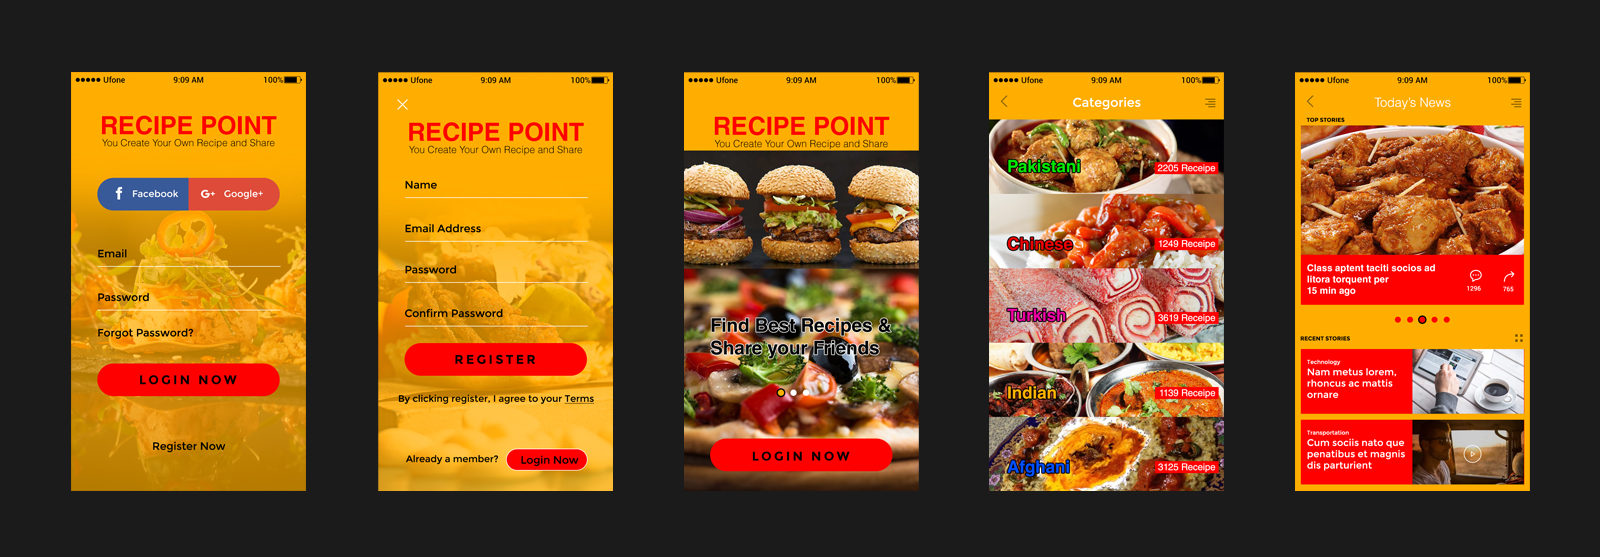 Ufone 9:09 AM 100%
RECIPE POINT
You Create Your Own Recipe and Share
Facebook
G+ Google+
Email
Password
Forgot Password?
LOGIN NOW
Register Now
Ufone 9:09 AM 100%
RECIPE POINT
You Create Your Own Recipe and Share
Name
Email Address
Password
Confirm Password
REGISTER
By clicking register, I agree to your Terms
Already a member? Login Now
Ufone 9:09 AM 100%
RECIPE POINT
You Create Your Own Recipe and Share
Find Best Recipes &
Share your Friends
LOGIN NOW
Ufone 9:09 AM 100%
Categories
Pakistani 2205 Receipe
Chinese 1249 Receipe
Turkish 3619 Receipe
Indian 1139 Receipe
Afghani 3125 Receipe
Ufone 9:09 AM 100%
Today's News
TOP STORIES
Class aptent taciti socios ad
litora torquent per
15 min ago
1296 765
RECENT STORIES
Technology
Nam metus lorem,
rhoncus ac mattis
ornare
Transportation
Cum sociis nato que
penatibus et magnis
dis parturient